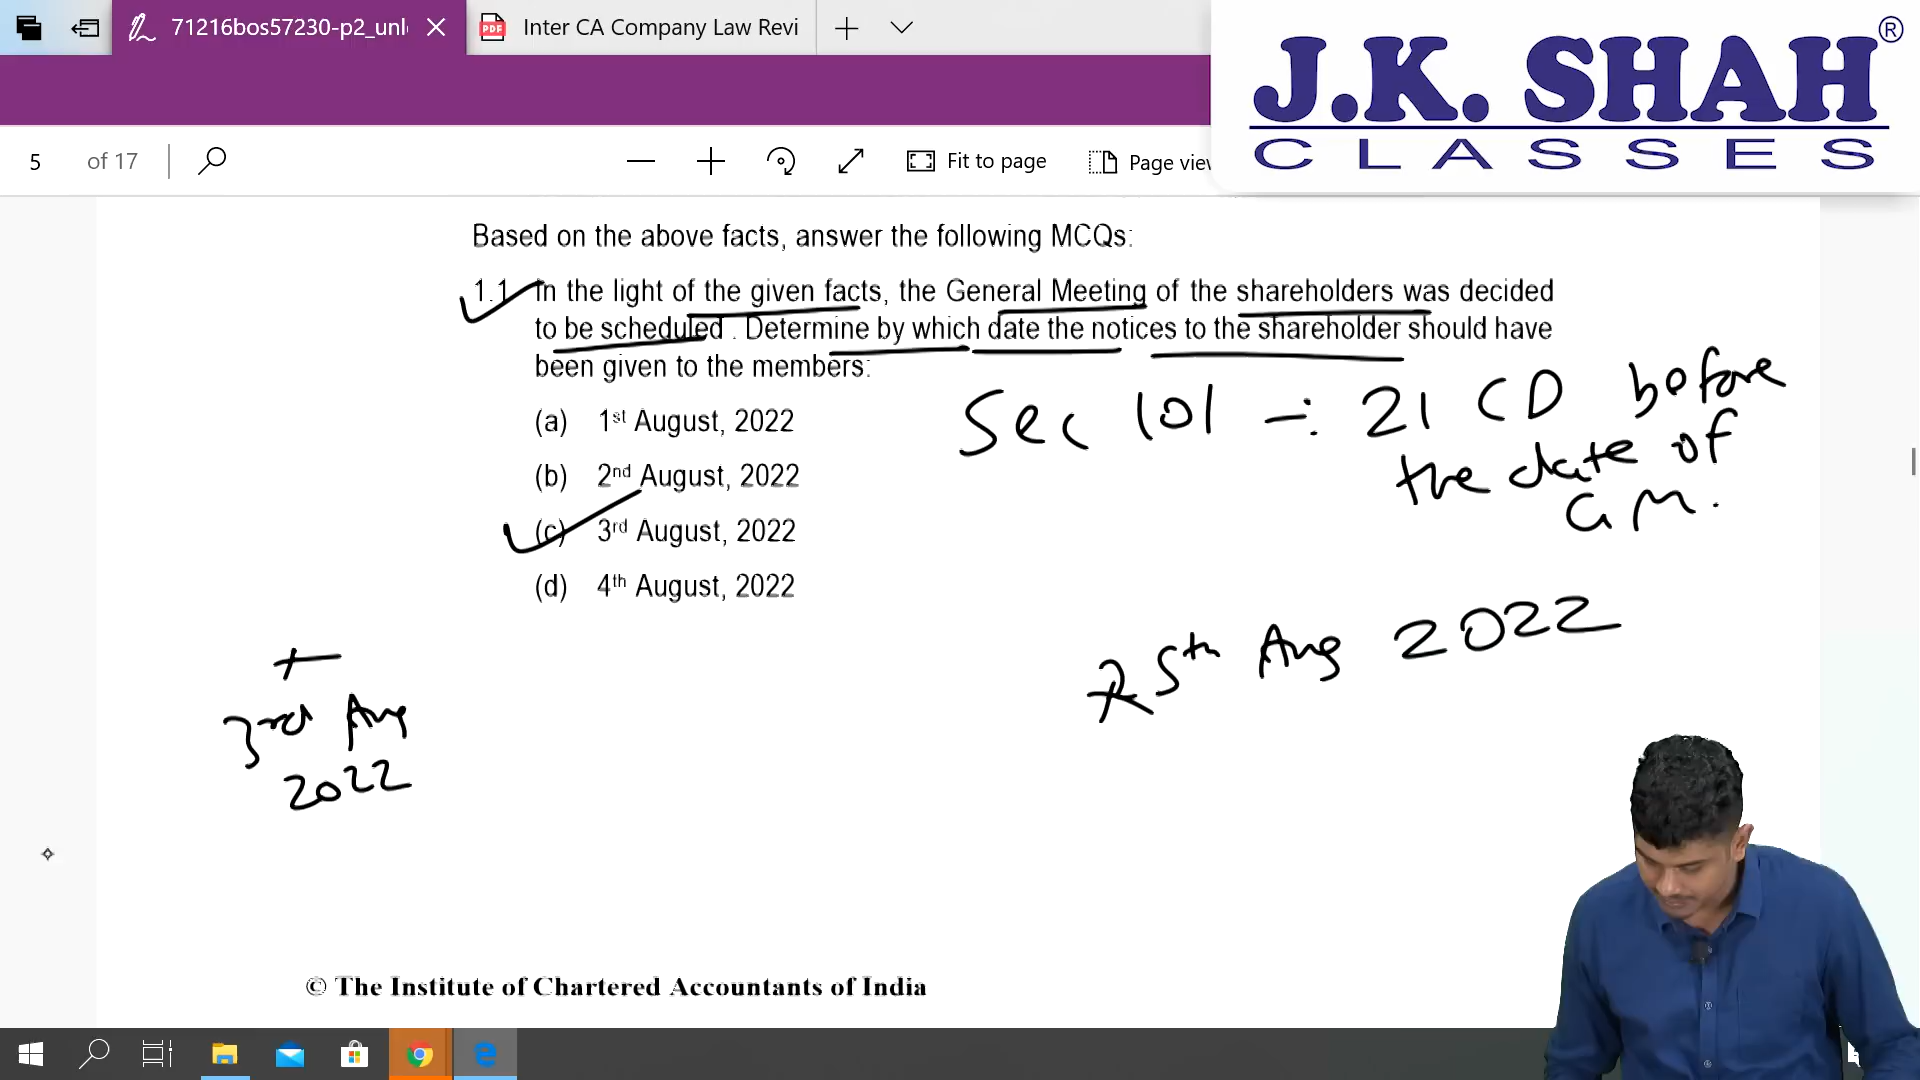 71216bos57230-p2_unl
Inter CA Company Law Revi
J.K. SHAH®
CLASSES
5 of 17
Fit to page
Page view
Based on the above facts, answer the following MCQs:
1.1 In the light of the given facts, the General Meeting of the shareholders was decided
to be scheduled . Determine by which date the notices to the shareholder should have
been given to the members:
(a) 1st August, 2022
(b) 2nd August, 2022
(c) 3rd August, 2022
(d) 4th August, 2022
Sec 101 -: 21 CD before
the date of
GM.
25th Aug 2022
3rd Aug
2022
© The Institute of Chartered Accountants of India